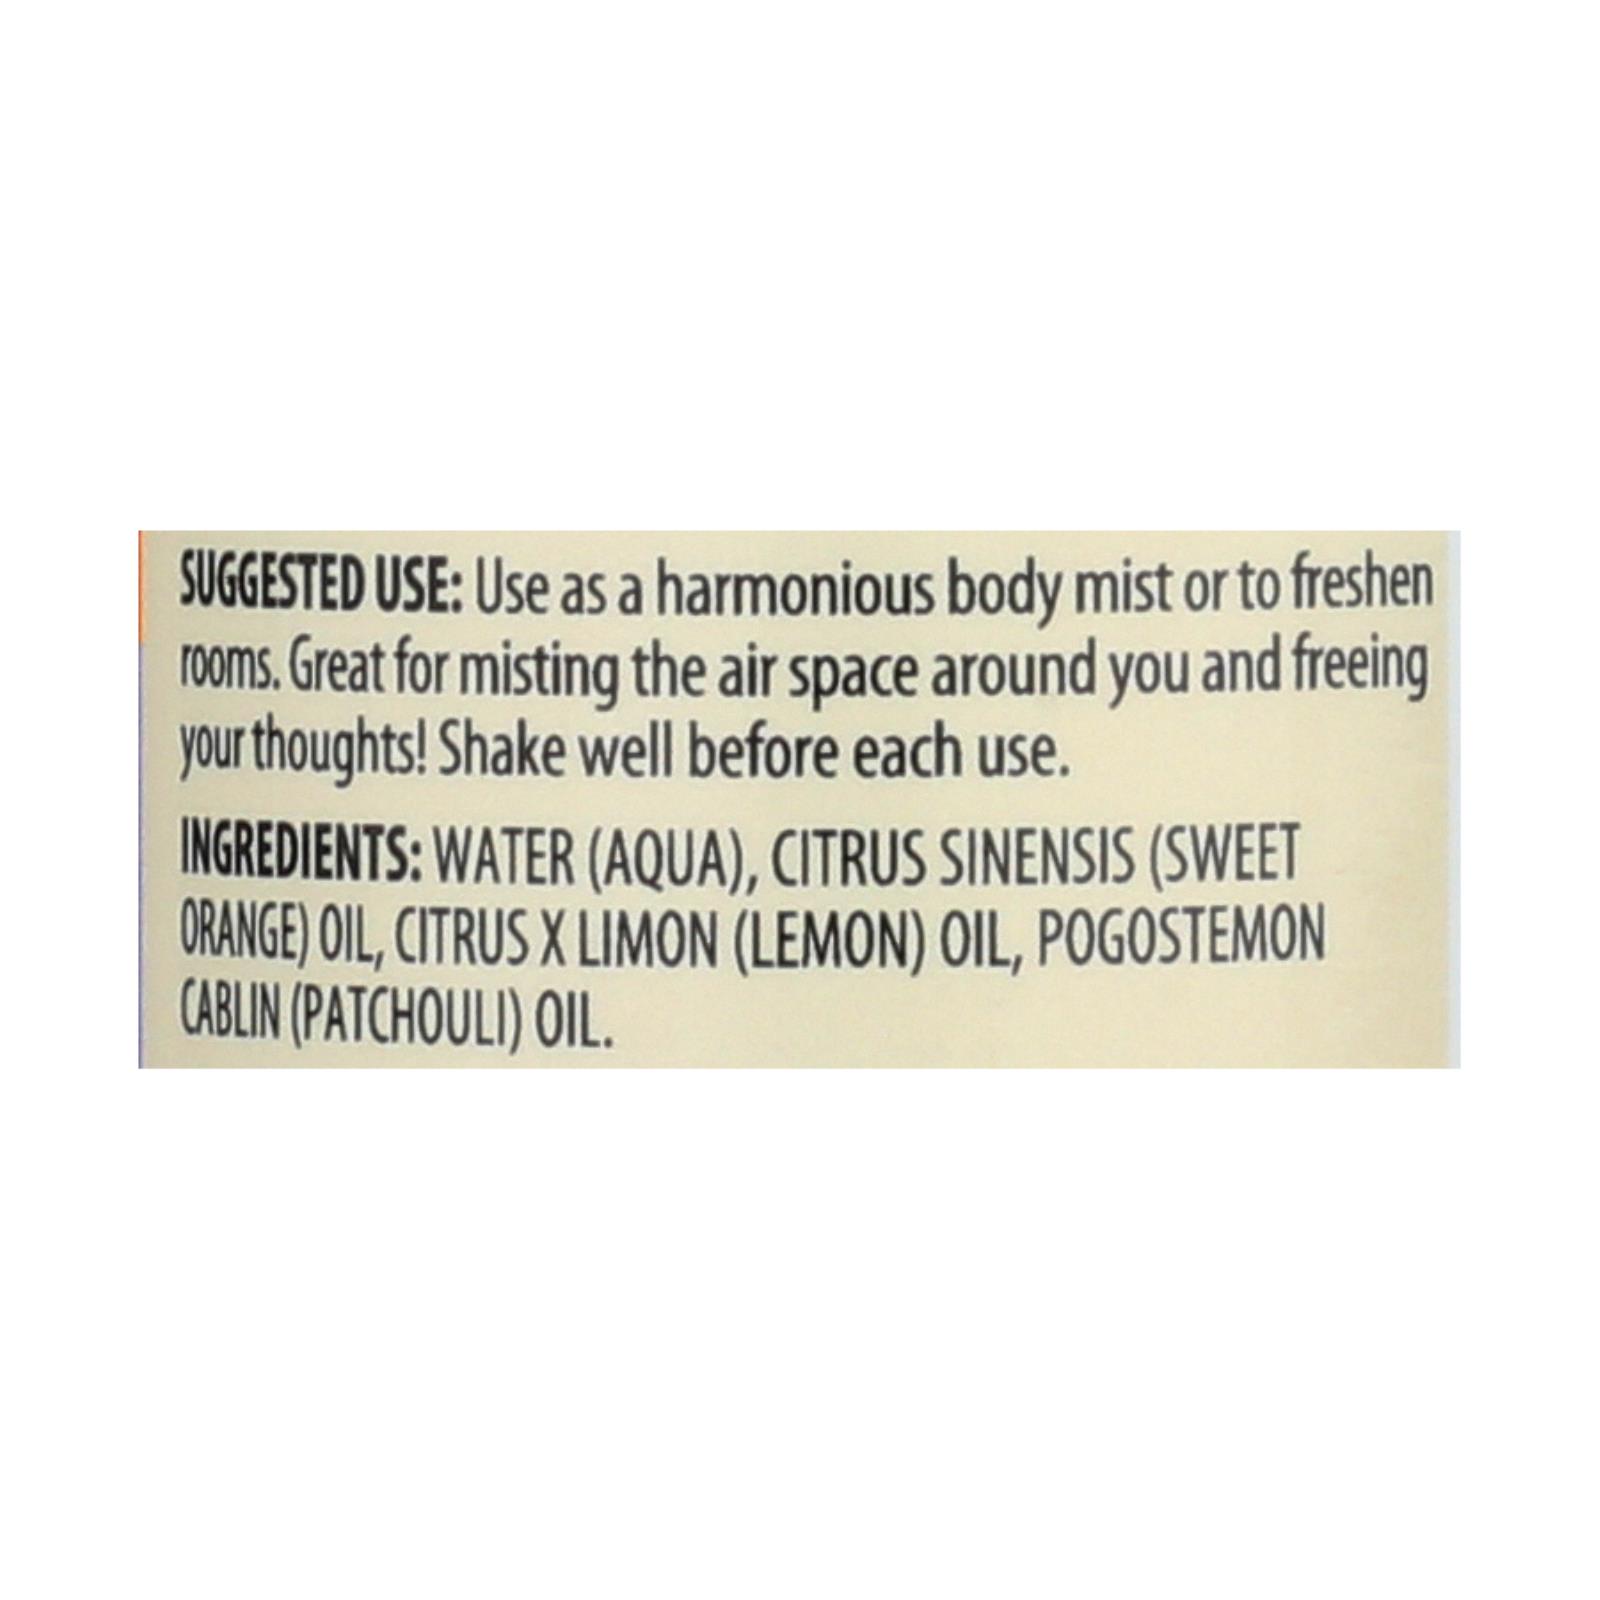 SUGGESTED USE: Use as a harmonious body mist or to freshen
rooms. Great for misting the air space around you and freeing
your thoughts! Shake well before each use.
INGREDIENTS: WATER (AQUA), CITRUS SINENSIS (SWEET
ORANGE) OIL, CITRUS X LIMON (LEMON) OIL, POGOSTEMON
CABLIN (PATCHOULI) OIL.